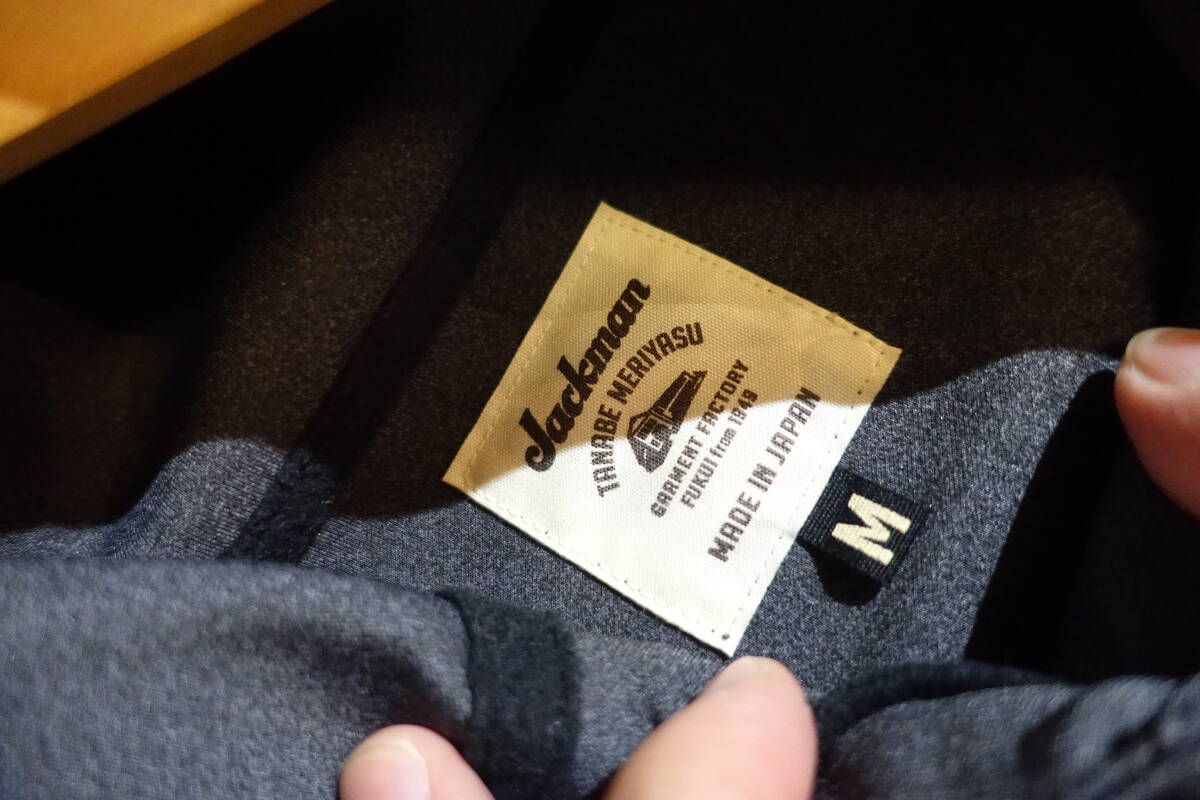 Jackman
TANABE MERIYASU
G
GARMENT FACTORY
FUKUI from 1949
MADE IN JAPAN
M